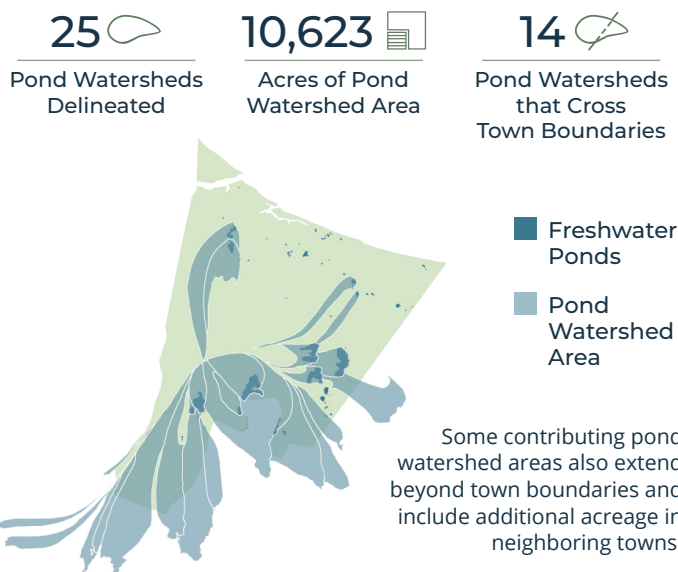 25
Pond Watersheds
Delineated
10,623
Acres of Pond
Watershed Area
14
Pond Watersheds
that Cross
Town Boundaries
Freshwater
Ponds
Pond
Watershed
Area
Some contributing pond
watershed areas also extend
beyond town boundaries and
include additional acreage in
neighboring towns